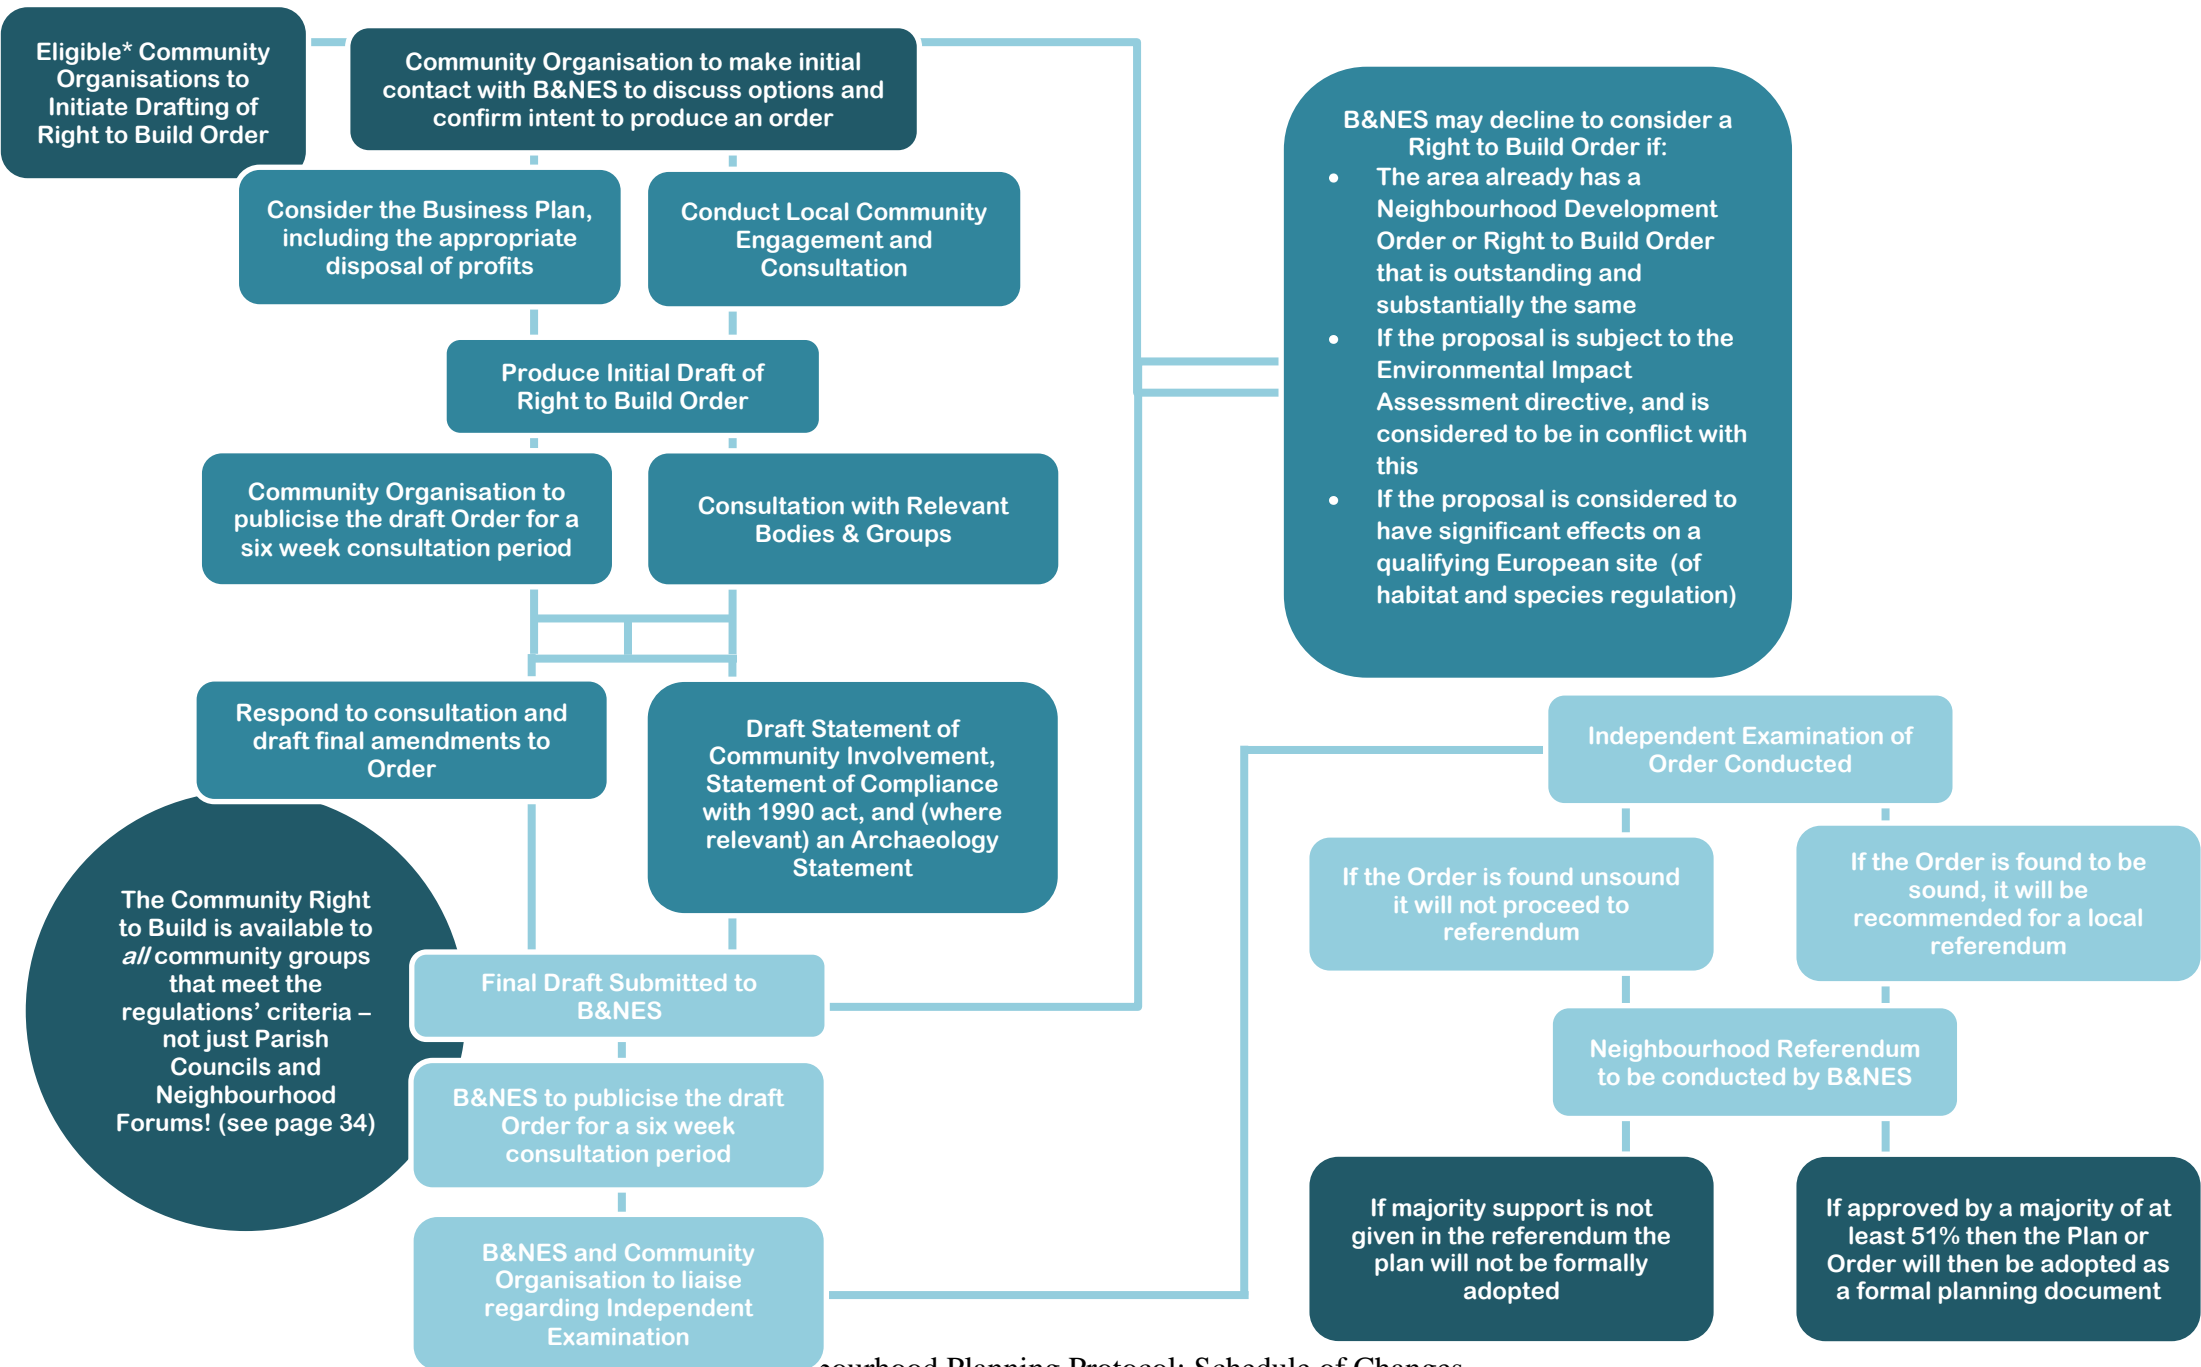 Eligible* Community
Organisations to
Initiate Drafting of
Right to Build Order
Community Organisation to make initial
contact with B&NES to discuss options and
confirm intent to produce an order
Consider the Business Plan,
including the appropriate
disposal of profits
Conduct Local Community
Engagement and
Consultation
Produce Initial Draft of
Right to Build Order
Community Organisation to
publicise the draft Order for a
six week consultation period
Consultation with Relevant
Bodies & Groups
Respond to consultation and
draft final amendments to
Order
Draft Statement of
Community Involvement,
Statement of Compliance
with 1990 act, and (where
relevant) an Archaeology
Statement
The Community Right
to Build is available to
all community groups
that meet the
regulations’ criteria –
not just Parish
Councils and
Neighbourhood
Forums! (see page 34)
Final Draft Submitted to
B&NES
B&NES to publicise the draft
Order for a six week
consultation period
B&NES and Community
Organisation to liaise
regarding Independent
Examination
B&NES may decline to consider a
Right to Build Order if:
• The area already has a
Neighbourhood Development
Order or Right to Build Order
that is outstanding and
substantially the same
• If the proposal is subject to the
Environmental Impact
Assessment directive, and is
considered to be in conflict with
this
• If the proposal is considered to
have significant effects on a
qualifying European site (of
habitat and species regulation)
Independent Examination of
Order Conducted
If the Order is found unsound
it will not proceed to
referendum
If the Order is found to be
sound, it will be
recommended for a local
referendum
Neighbourhood Referendum
to be conducted by B&NES
If majority support is not
given in the referendum the
plan will not be formally
adopted
If approved by a majority of at
least 51% then the Plan or
Order will then be adopted as
a formal planning document
Planning Protocol: Schedule of Changes